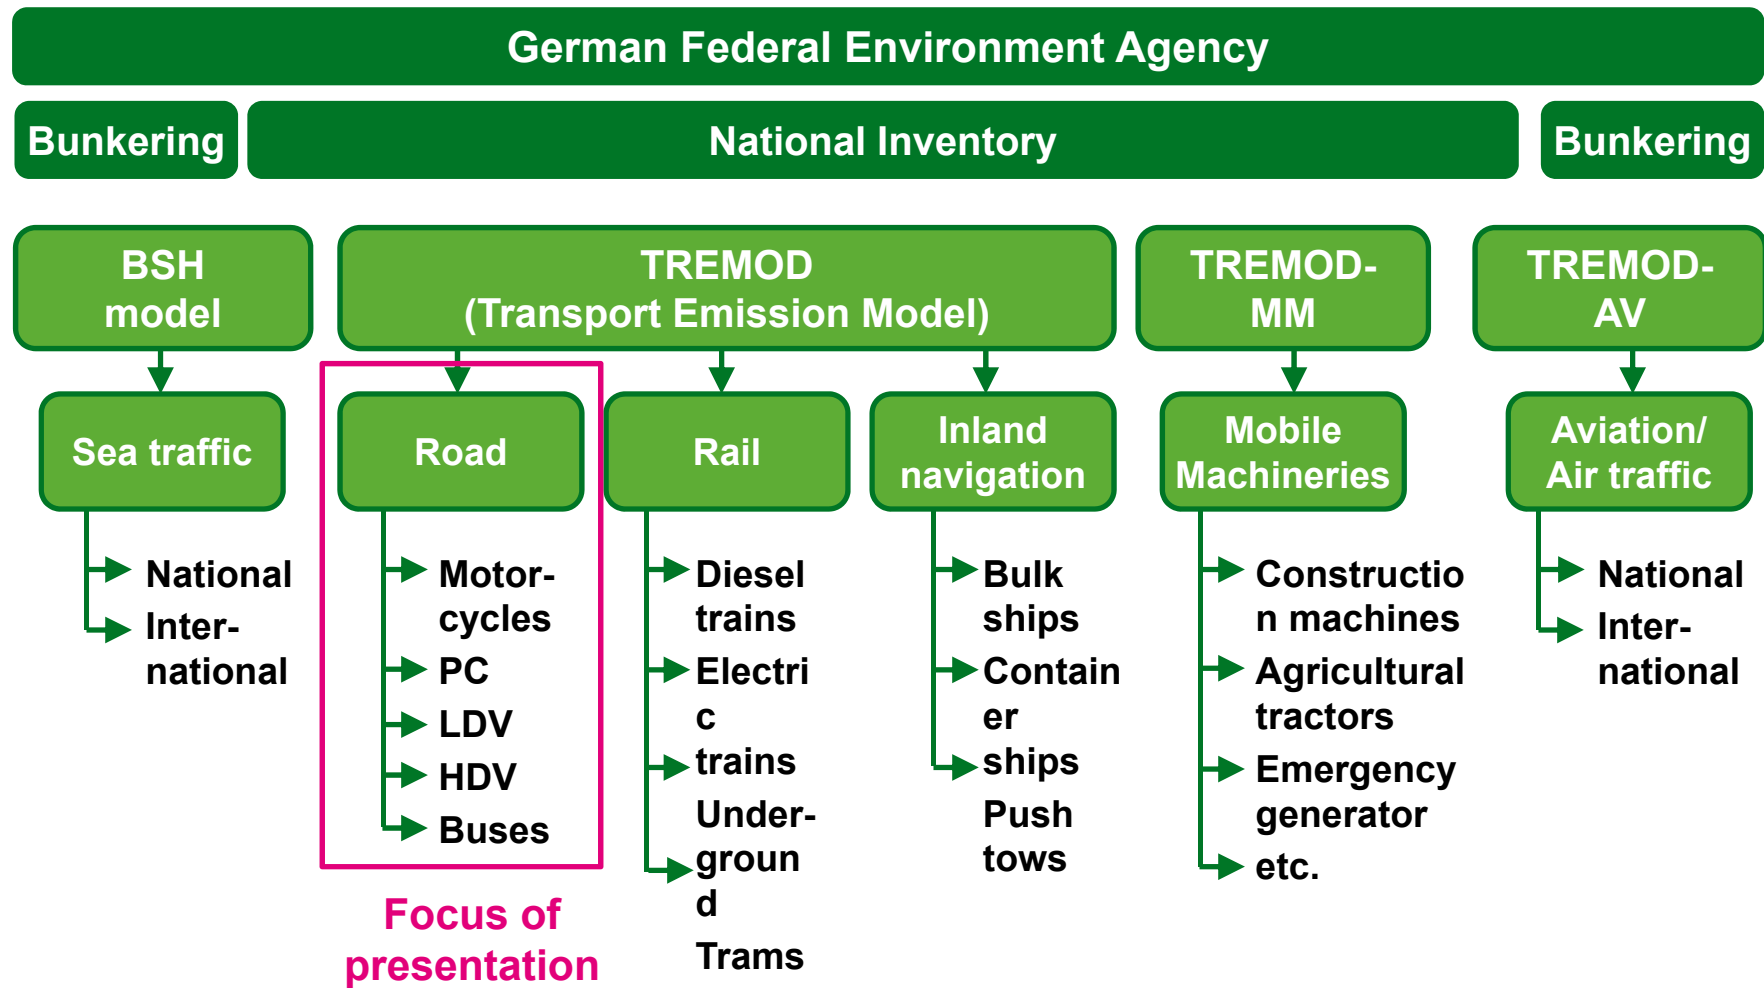 German Federal Environment Agency
Bunkering
National Inventory
Bunkering
BSH
model
TREMOD
(Transport Emission Model)
TREMOD-
MM
TREMOD-
AV
Sea traffic
Road
Rail
Inland
navigation
Mobile
Machineries
Aviation/
Air traffic
National
Inter-
national
Motor-
cycles
PC
LDV
HDV
Buses
Diesel
trains
Electri
c
trains
Under-
groun
d
Trams
Bulk
ships
Contain
er
ships
Push
tows
Constructio
n machines
Agricultural
tractors
Emergency
generator
etc.
National
Inter-
national
Focus of
presentation